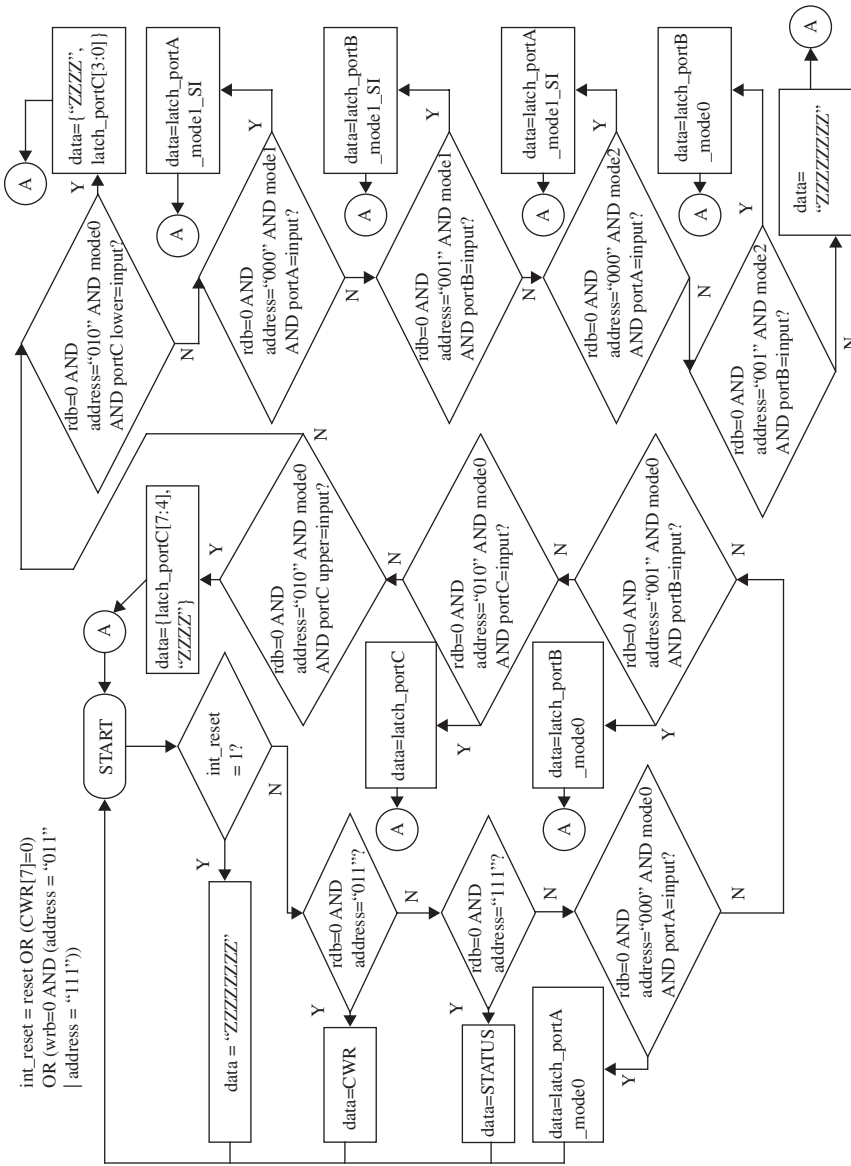 int_reset = reset OR (CWR[7]=0)
OR (wrb=0 AND (address = “011”
| address = “111”))
START
A
int_reset
= 1?
Y
N
data = “ZZZZZZZZ”
rdb=0 AND
address=“011”?
Y
N
data=CWR
rdb=0 AND
address=“111”?
Y
N
data=STATUS
rdb=0 AND
address=“000” AND mode0
AND portA=input?
Y
N
data=latch_portA
_mode0
rdb=0 AND
address=“001” AND mode0
AND portB=input?
Y
N
data=latch_portB
_mode0
A
rdb=0 AND
address=“010” AND mode0
AND portC=input?
Y
N
data=latch_portC
A
rdb=0 AND
address=“010” AND mode0
AND portC upper=input?
Y
N
data={latch_portC[7:4],
“ZZZZ”}
rdb=0 AND
address=“010” AND mode0
AND portC lower=input?
Y
N
data={“ZZZZ”,
latch_portC[3:0]}
A
rdb=0 AND
address=“000” AND mode1
AND portA=input?
Y
N
data=latch_portA
_mode1_SI
A
rdb=0 AND
address=“001” AND mode1
AND portB=input?
Y
N
data=latch_portB
_mode1_SI
A
rdb=0 AND
address=“000” AND mode2
AND portA=input?
Y
N
data=latch_portA
_mode1_SI
A
rdb=0 AND
address=“001” AND mode2
AND portB=input?
Y
N
data=latch_portB
_mode0
A
data=
“ZZZZZZZZ”
A